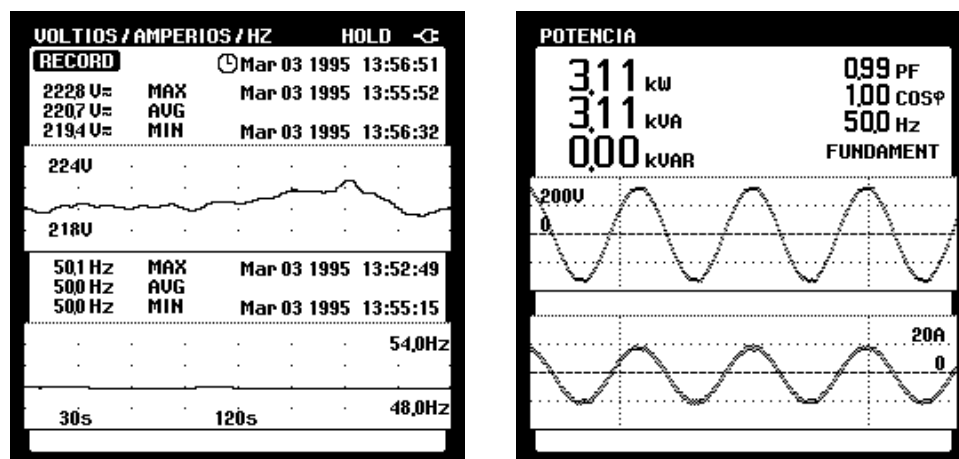 VOLTIOS / AMPERIOS / HZ HOLD
RECORD Mar 03 1995 13:56:51
222,8 V≂ MAX Mar 03 1995 13:55:52
220,7 V≂ AVG
219,4 V≂ MIN Mar 03 1995 13:56:32
224V
218V
50,1 Hz MAX Mar 03 1995 13:52:49
50,0 Hz AVG
50,0 Hz MIN Mar 03 1995 13:55:15
54,0Hz
48,0Hz
30s 120s
POTENCIA
3,11 kW 0,99 PF
3,11 kVA 1,00 COSφ
0,00 kVAR 50,0 Hz
FUNDAMENT
200V
0
20A
0